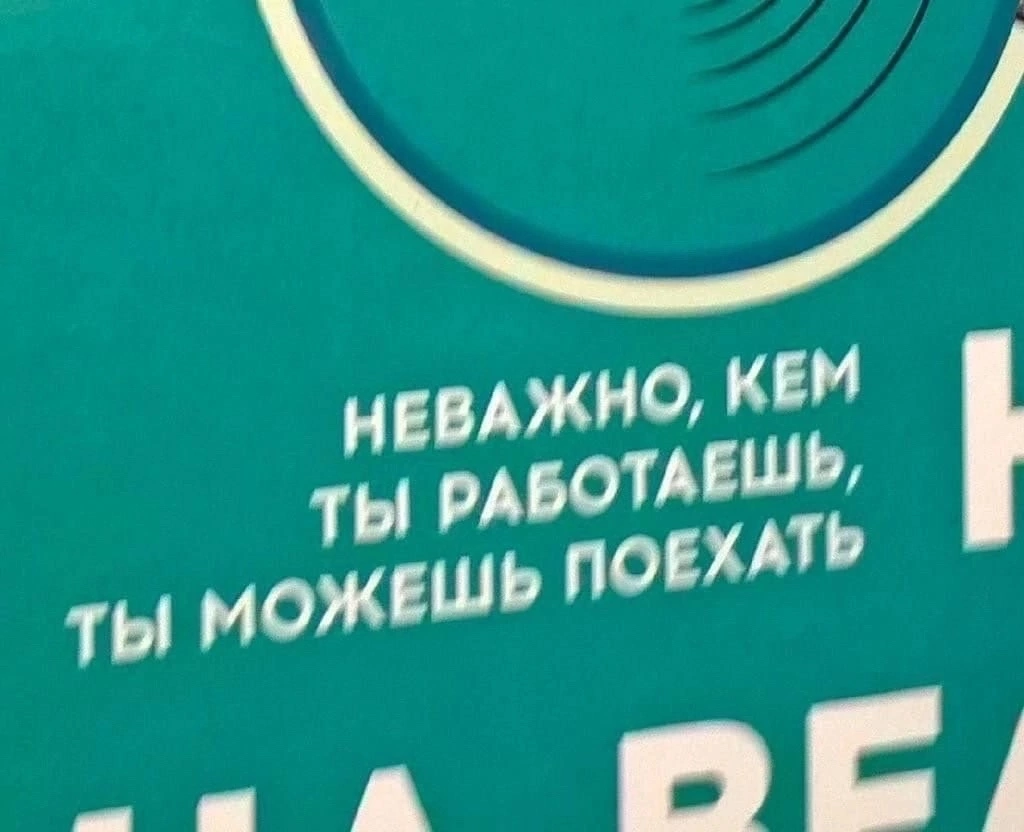 НЕВАЖНО, КЕМ
ТЫ РАБОТАЕШЬ,
ТЫ МОЖЕШЬ ПОЕХАТЬ